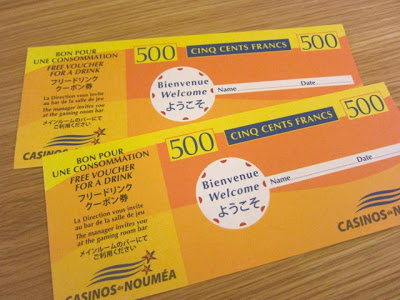 BON POUR
UNE CONSOMMATION
FREE VOUCHER
FOR A DRINK
フリードリンク
クーポン券
La Direction vous invite
au bar de la salle de jeu
The manager invites you
at the gaming room bar
メインルームのバーにて
ご利用ください
CASINOS de NOUMÉA
500
CINQ CENTS FRANCS
500
Bienvenue
Welcome
ようこそ
Name
Date
BON POUR
UNE CONSOMMATION
FREE VOUCHER
FOR A DRINK
フリードリンク
クーポン券
La Direction vous invite
au bar de la salle de jeu
The manager invites you
at the gaming room bar
メインルームのバーにて
ご利用ください
CASINOS de NOUMÉA
500
CINQ CENTS FRANCS
500
Bienvenue
Welcome
ようこそ
Name
Date
CASINOS de NOU